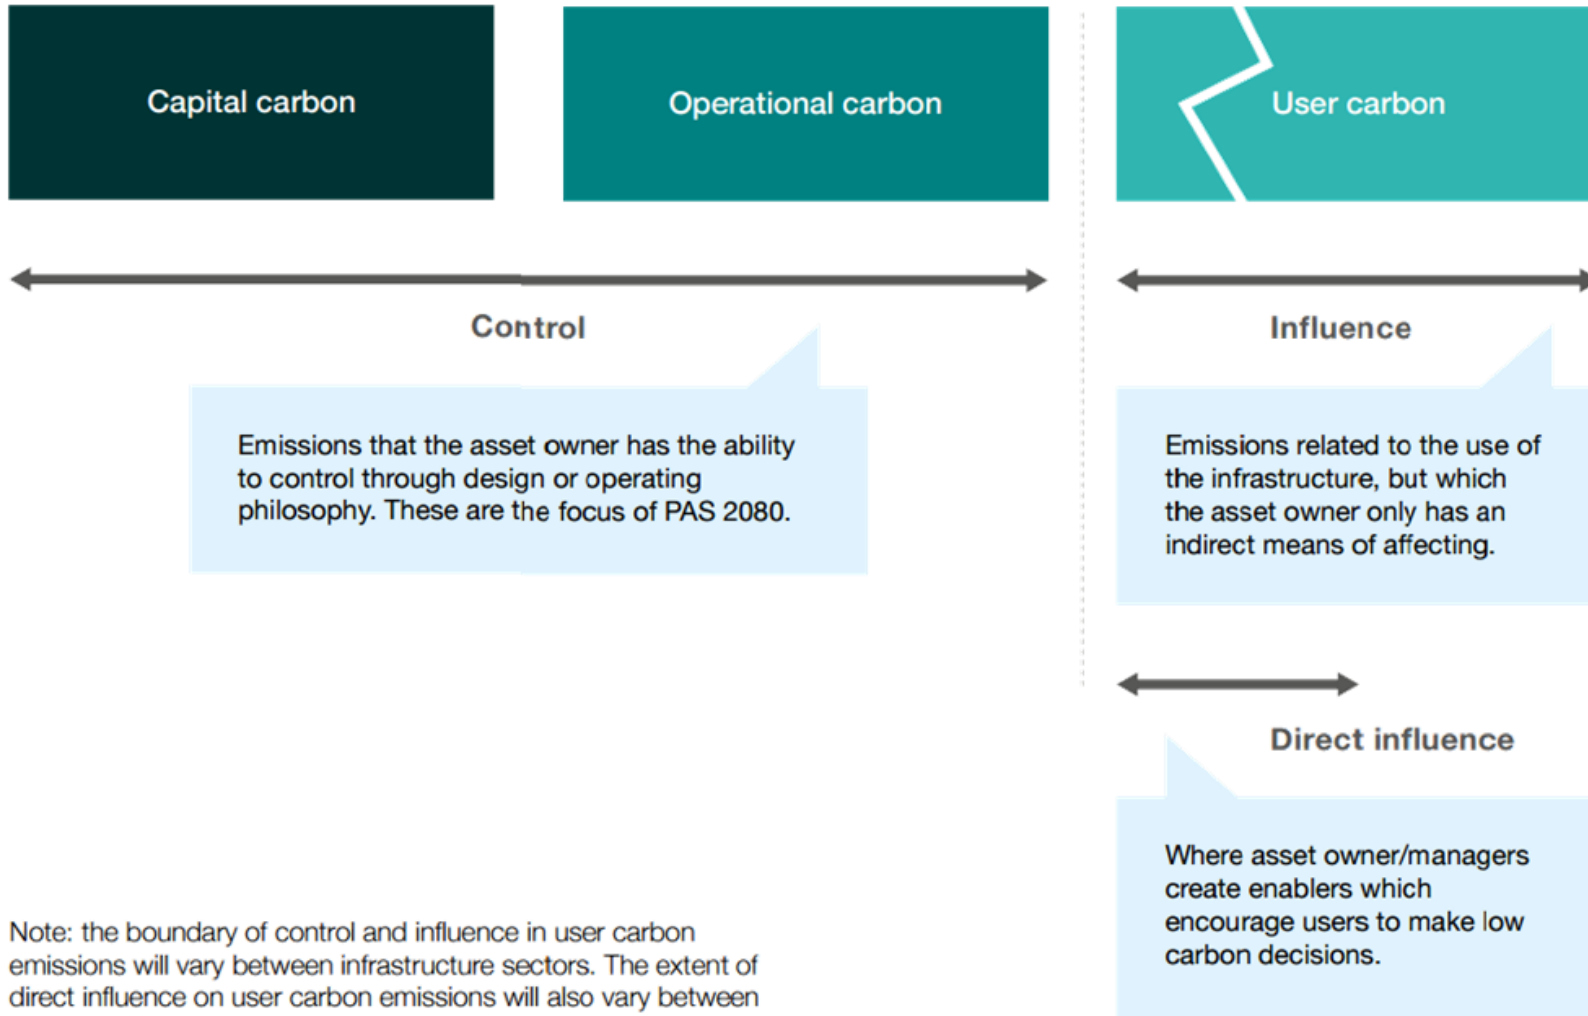 Capital carbon
Operational carbon
User carbon
Control
Influence
Emissions that the asset owner has the ability
to control through design or operating
philosophy. These are the focus of PAS 2080.
Emissions related to the use of
the infrastructure, but which
the asset owner only has an
indirect means of affecting.
Direct influence
Where asset owner/managers
create enablers which
encourage users to make low
carbon decisions.
Note: the boundary of control and influence in user carbon
emissions will vary between infrastructure sectors. The extent of
direct influence on user carbon emissions will also vary between